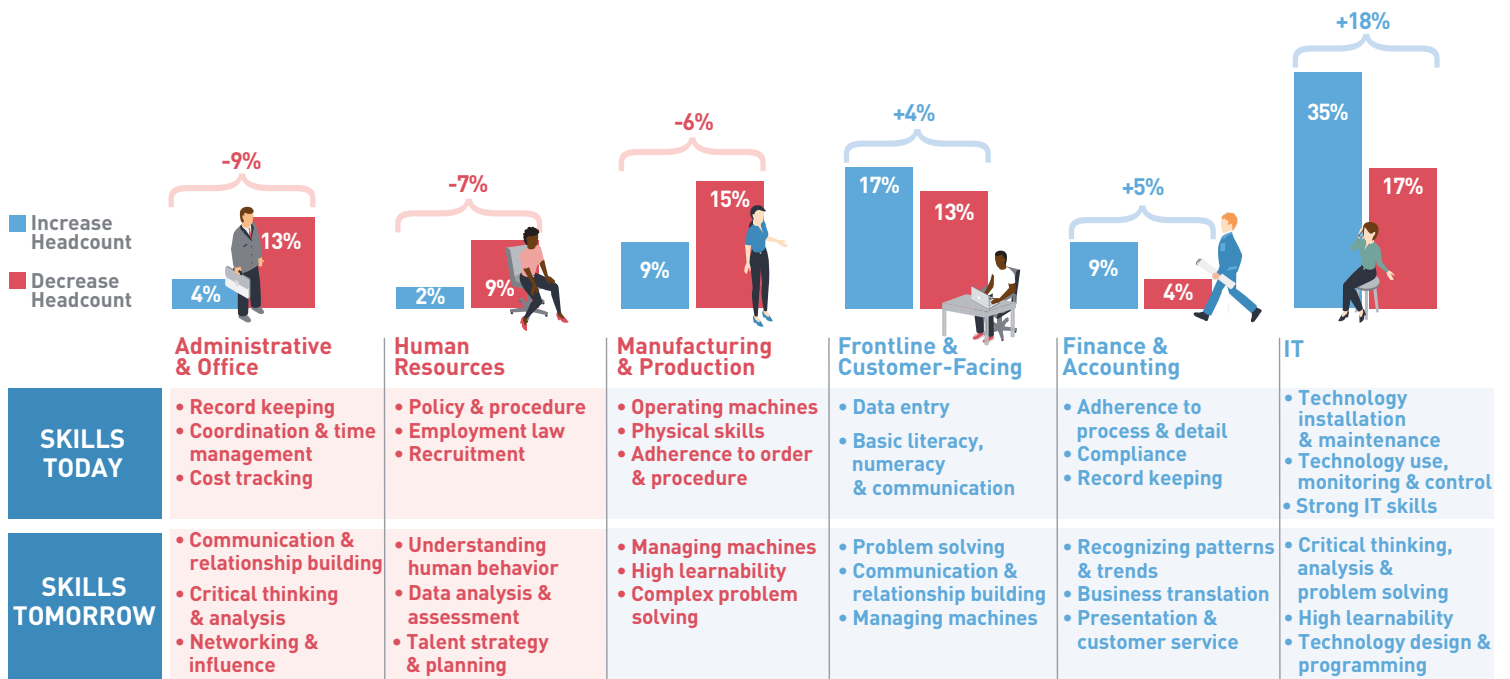 +18%
35%
17%
-6%
15%
9%
+4%
17%
13%
-9%
13%
4%
-7%
9%
2%
+5%
9%
4%
Increase
Headcount
Decrease
Headcount
Administrative
& Office
Human
Resources
Manufacturing
& Production
Frontline &
Customer-Facing
Finance &
Accounting
IT
SKILLS
TODAY
• Record keeping
• Coordination & time
management
• Cost tracking
• Policy & procedure
• Employment law
• Recruitment
• Operating machines
• Physical skills
• Adherence to order
& procedure
• Data entry
• Basic literacy,
numeracy
& communication
• Adherence to
process & detail
• Compliance
• Record keeping
• Technology
installation
& maintenance
• Technology use,
monitoring & control
• Strong IT skills
SKILLS
TOMORROW
• Communication &
relationship building
• Critical thinking
& analysis
• Networking &
influence
• Understanding
human behavior
• Data analysis &
assessment
• Talent strategy
& planning
• Managing machines
• High learnability
• Complex problem
solving
• Problem solving
• Communication &
relationship building
• Managing machines
• Recognizing patterns
& trends
• Business translation
• Presentation &
customer service
• Critical thinking,
analysis &
problem solving
• High learnability
• Technology design &
programming